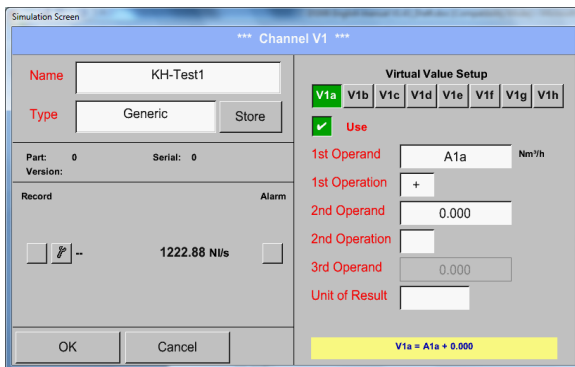 Simulation Screen
*** Channel V1 ***
Name
KH-Test1
Type
Generic
Store
Part: 0 Serial: 0
Version:
Record
Alarm
-- 1222.88 Nl/s
OK
Cancel
Virtual Value Setup
V1a V1b V1c V1d V1e V1f V1g V1h
Use
1st Operand A1a Nm³/h
1st Operation +
2nd Operand 0.000
2nd Operation
3rd Operand 0.000
Unit of Result
V1a = A1a + 0.000